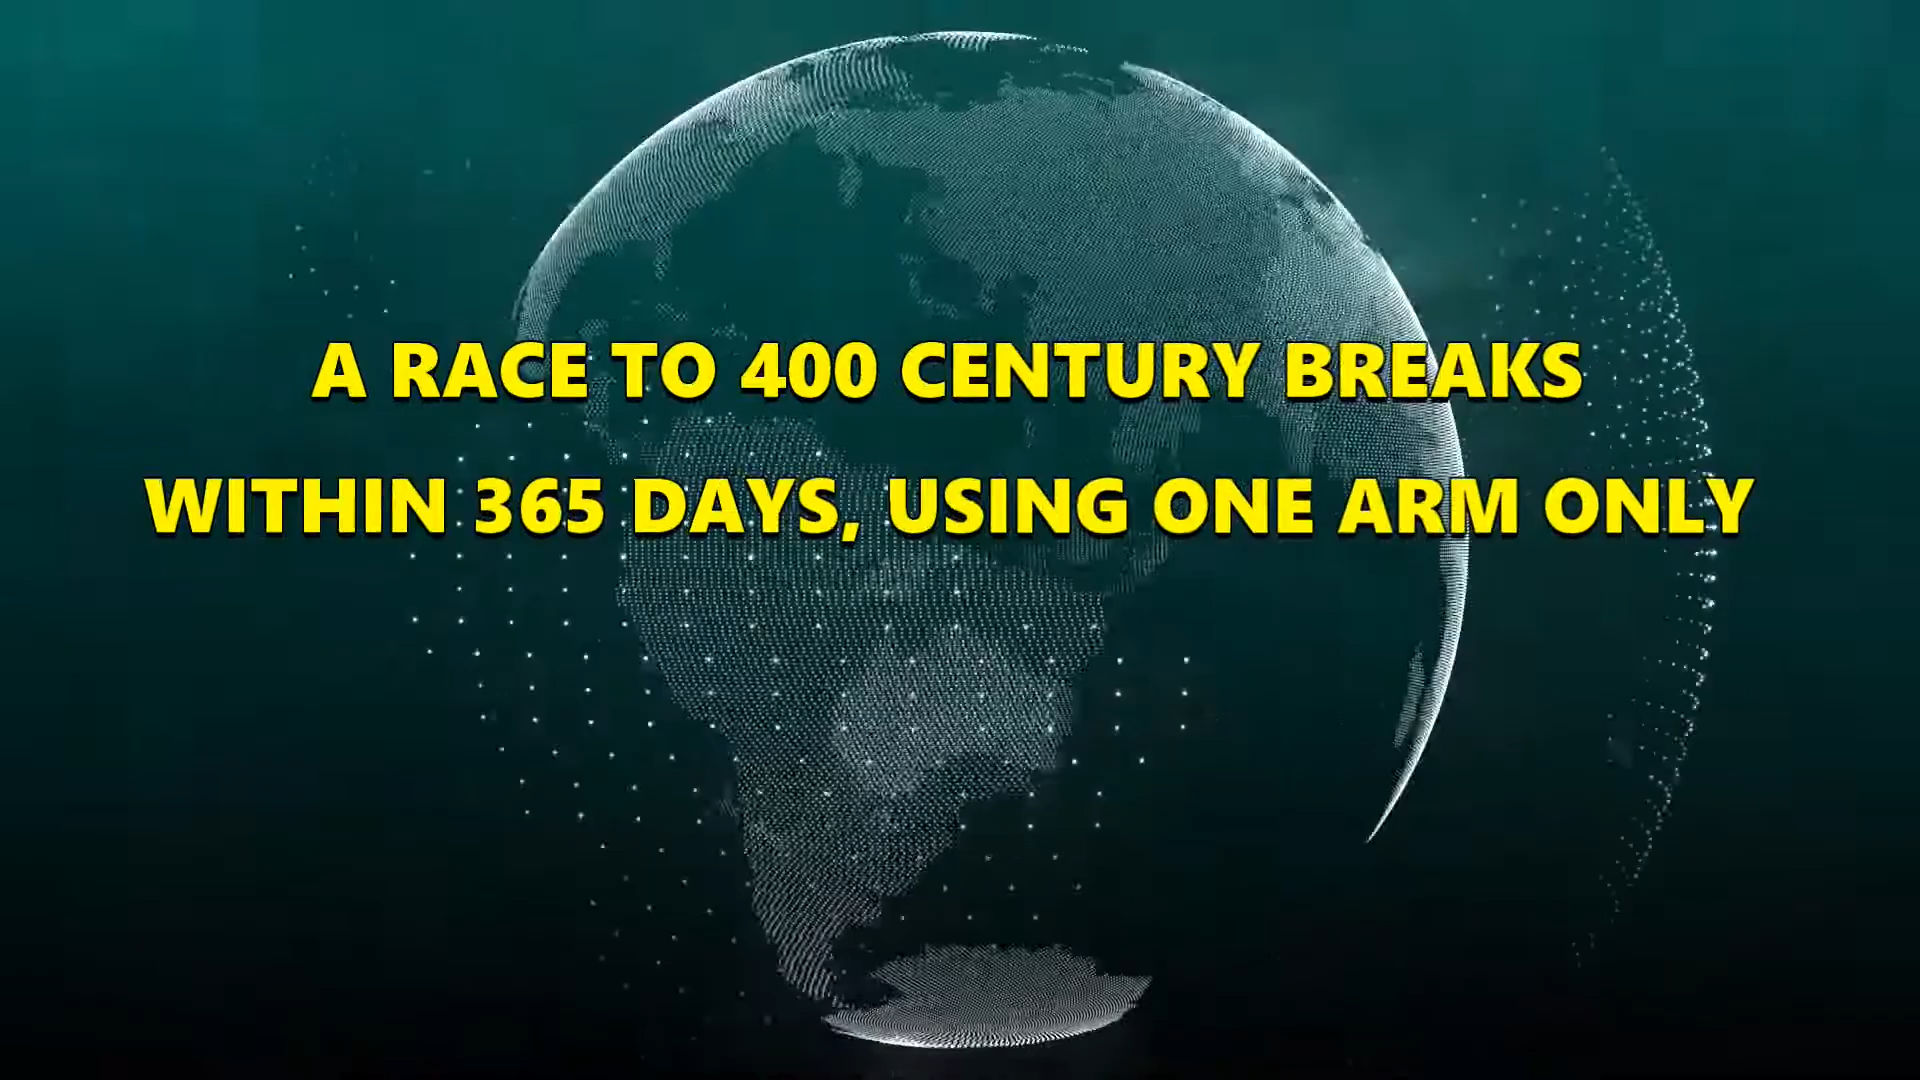 A RACE TO 400 CENTURY BREAKS
WITHIN 365 DAYS, USING ONE ARM ONLY